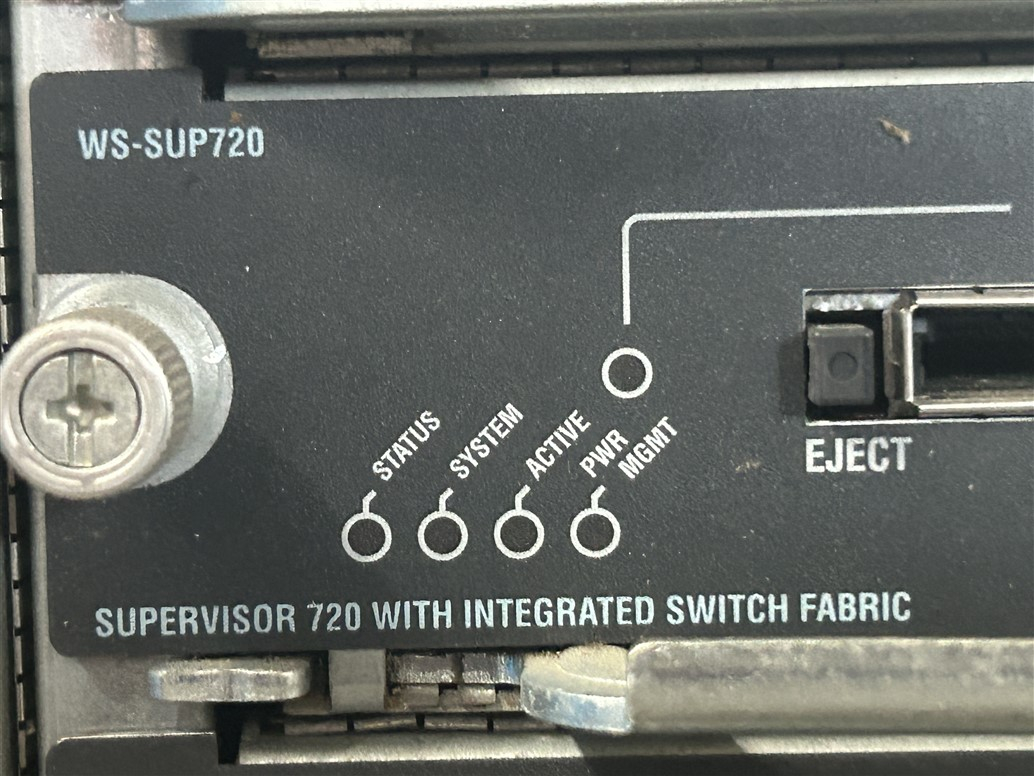 WS-SUP720
STATUS
SYSTEM
ACTIVE
PWR
MGMT
EJECT
SUPERVISOR 720 WITH INTEGRATED SWITCH FABRIC